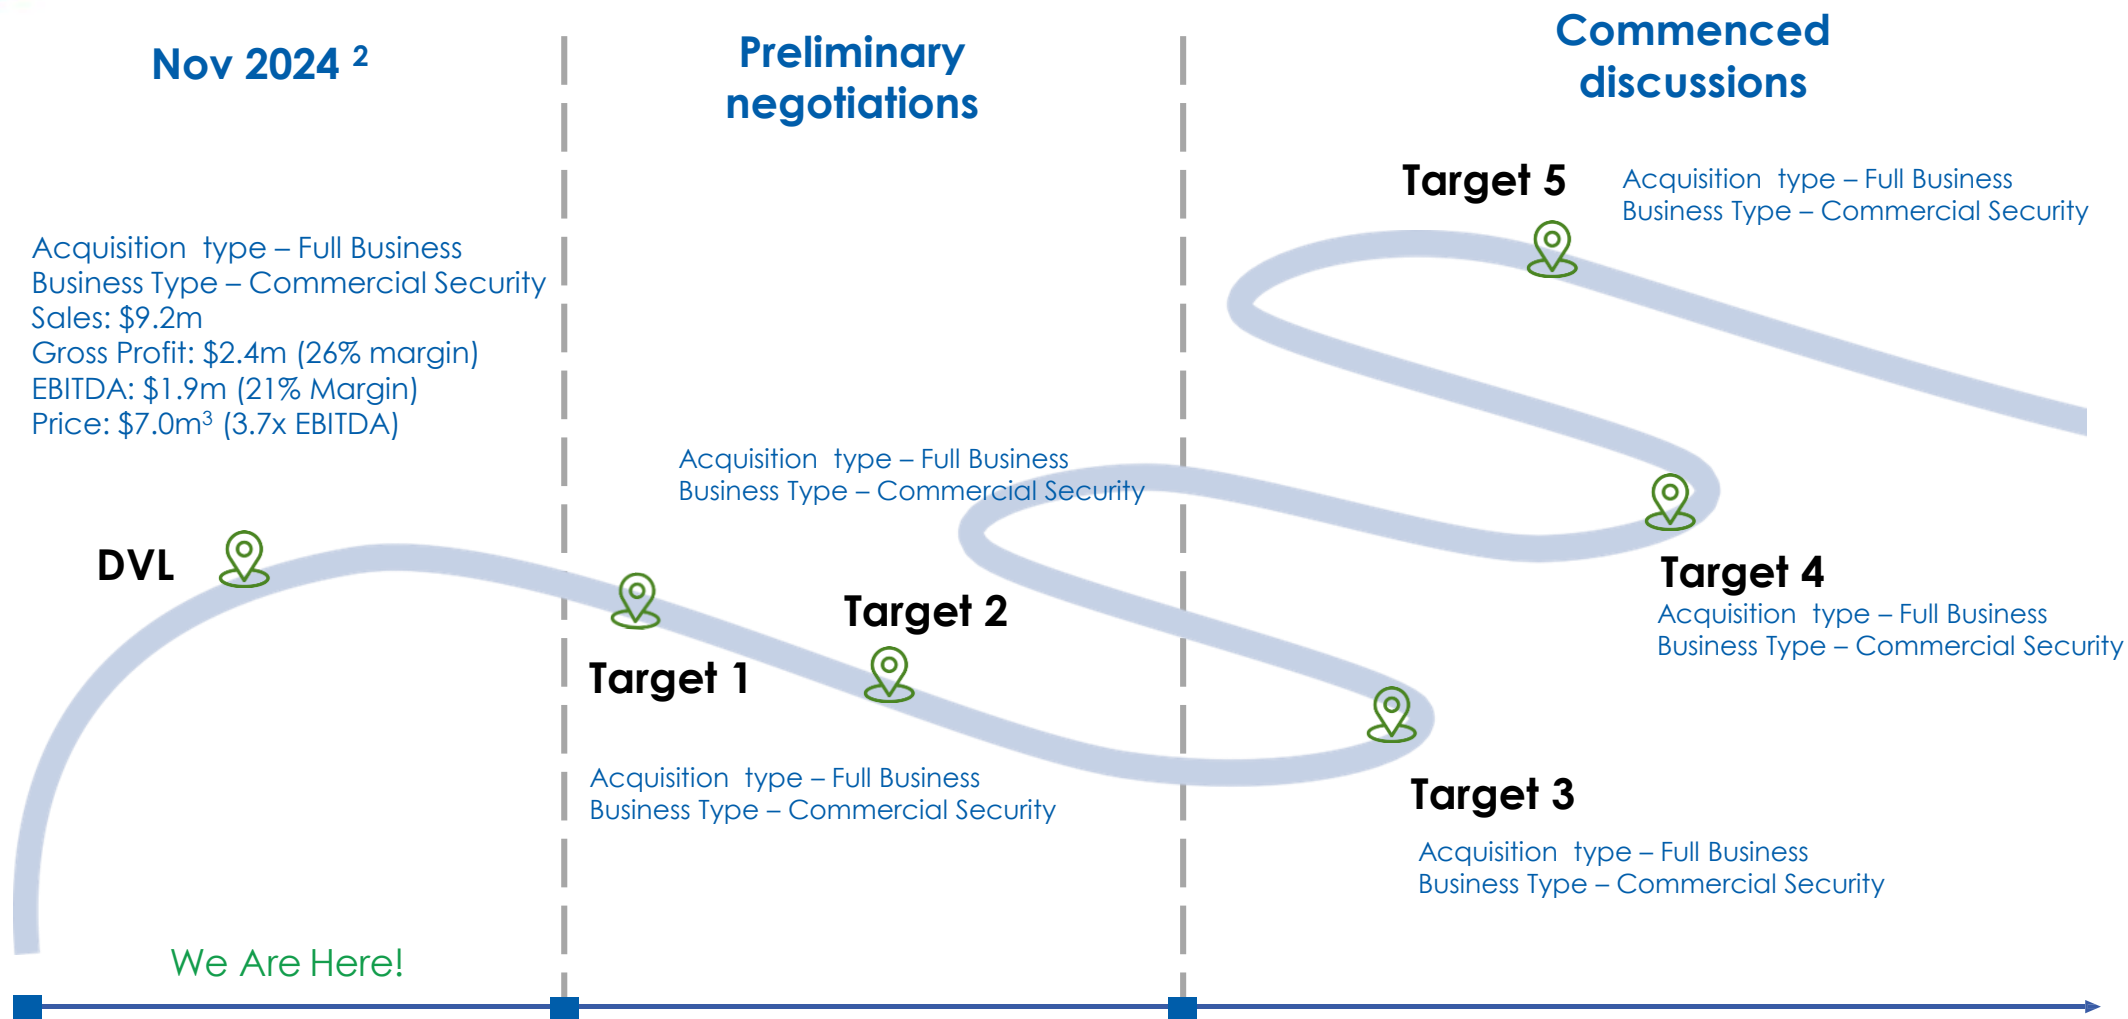 Nov 2024 ²
Acquisition type – Full Business
Business Type – Commercial Security
Sales: $9.2m
Gross Profit: $2.4m (26% margin)
EBITDA: $1.9m (21% Margin)
Price: $7.0m³ (3.7x EBITDA)
DVL
We Are Here!
Preliminary
negotiations
Acquisition type – Full Business
Business Type – Commercial Security
Target 2
Target 1
Acquisition type – Full Business
Business Type – Commercial Security
Commenced
discussions
Target 5
Acquisition type – Full Business
Business Type – Commercial Security
Target 4
Acquisition type – Full Business
Business Type – Commercial Security
Target 3
Acquisition type – Full Business
Business Type – Commercial Security